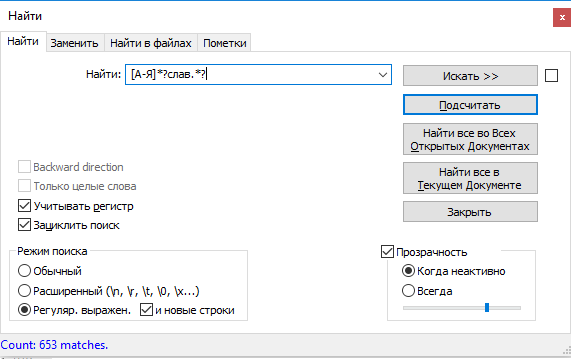 Найти
Найти Заменить Найти в файлах Пометки
Найти: [А-Я]*?слав.*?
Искать >>
Подсчитать
Найти все во Всех
Открытых Документах
Найти все в
Текущем Документе
Закрыть
Backward direction
Только целые слова
Учитывать регистр
Зациклить поиск
Режим поиска
Обычный
Расширенный (\n, \r, \t, \0, \x...)
Регуляр. выражен. и новые строки
Прозрачность
Когда неактивно
Всегда
Count: 653 matches.